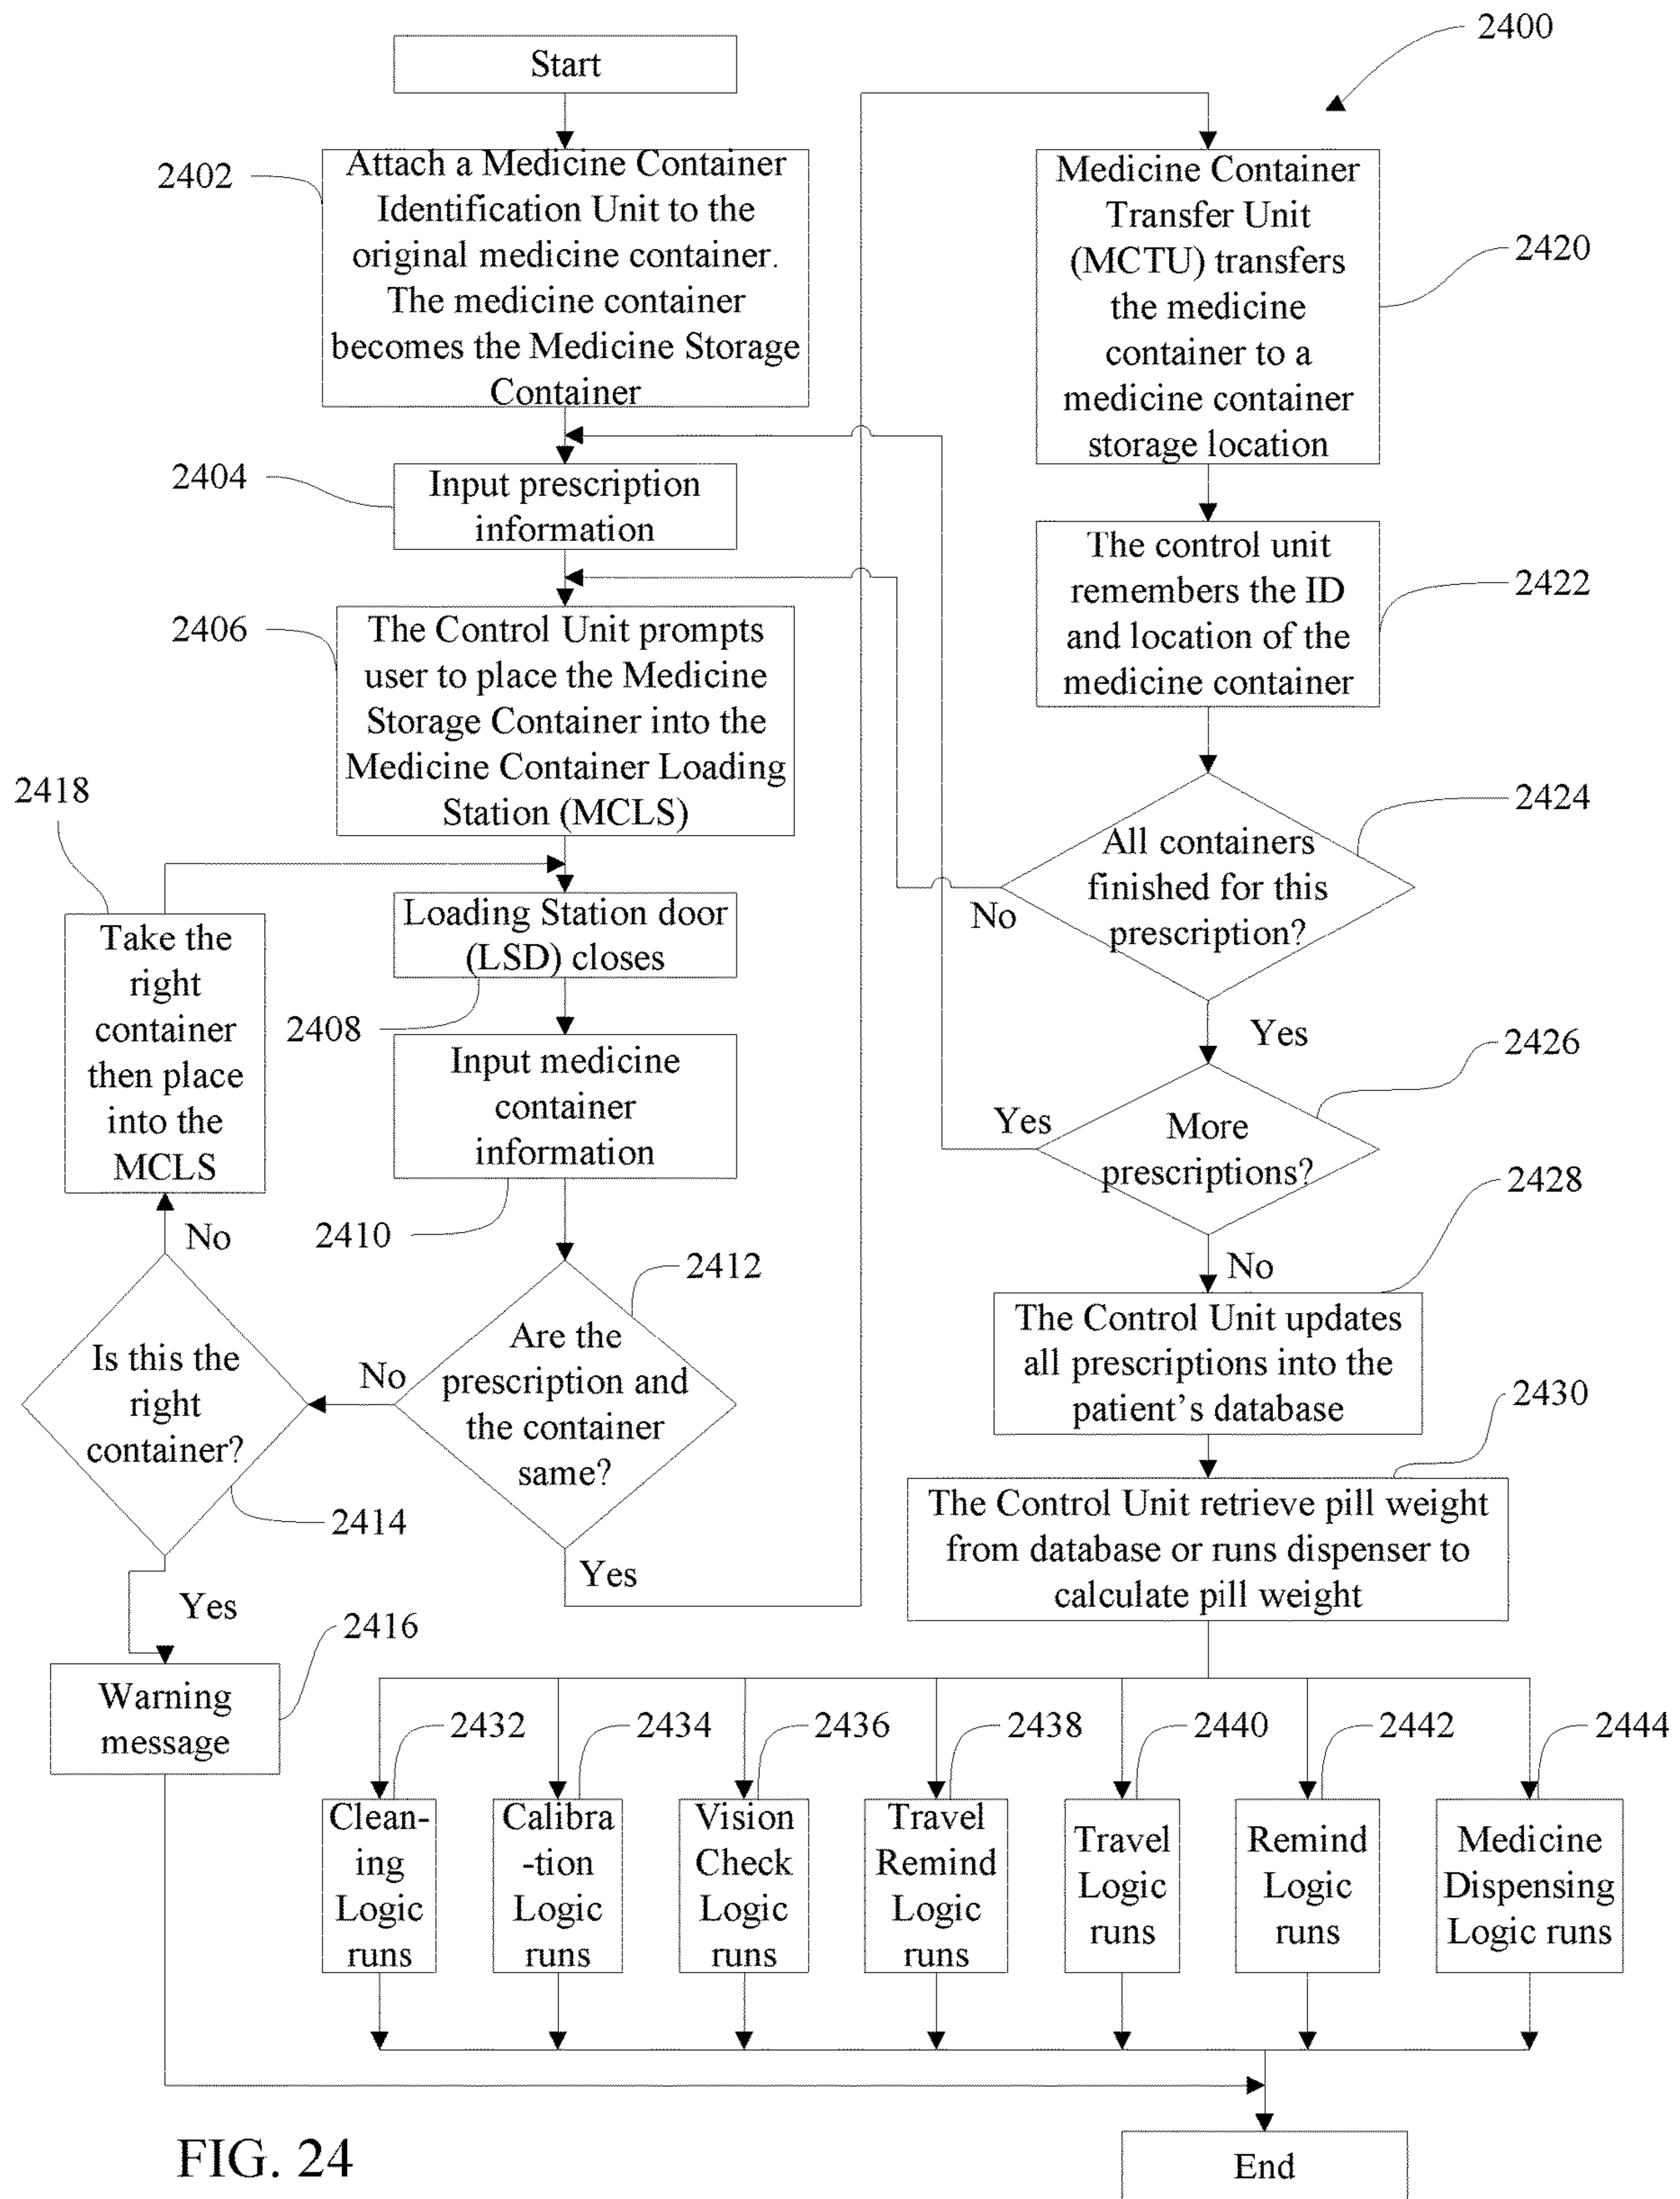 2400
Start
2402
Attach a Medicine Container
Identification Unit to the
original medicine container.
The medicine container
becomes the Medicine Storage
Container
2404
Input prescription
information
2406
The Control Unit prompts
user to place the Medicine
Storage Container into the
Medicine Container Loading
Station (MCLS)
2418
Take the
right
container
then place
into the
MCLS
Loading Station door
(LSD) closes
2408
Input medicine
container
information
2410
No
2412
Are the
prescription and
the container
same?
No
Is this the
right
container?
2414
Yes
Yes
2416
Warning
message
Medicine Container
Transfer Unit
(MCTU) transfers
the medicine
container to a
medicine container
storage location
2420
The control unit
remembers the ID
and location of the
medicine container
2422
2424
All containers
finished for this
prescription?
No
Yes
2426
More
prescriptions?
Yes
No
2428
The Control Unit updates
all prescriptions into the
patient's database
2430
The Control Unit retrieve pill weight
from database or runs dispenser to
calculate pill weight
2432
2434
2436
2438
2440
2442
2444
Clean-
ing
Logic
runs
Calibra
-tion
Logic
runs
Vision
Check
Logic
runs
Travel
Remind
Logic
runs
Travel
Logic
runs
Remind
Logic
runs
Medicine
Dispensing
Logic runs
FIG. 24
End